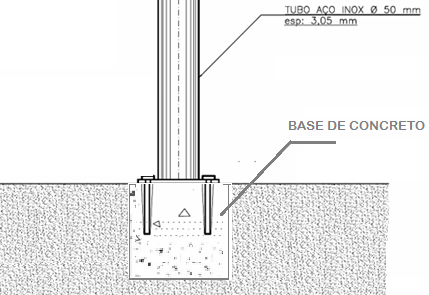 TUBO AÇO INOX Ø 50 mm
esp: 3,05 mm
BASE DE CONCRETO